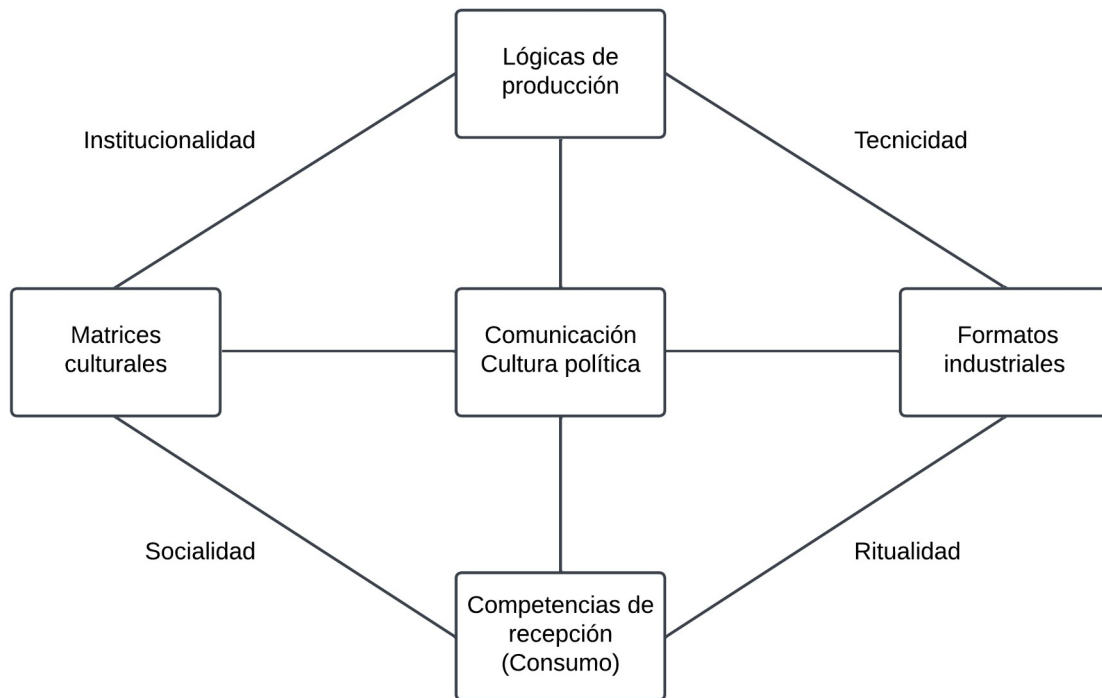 Lógicas de
producción
Institucionalidad
Tecnicidad
Matrices
culturales
Comunicación
Cultura política
Formatos
industriales
Socialidad
Ritualidad
Competencias de
recepción
(Consumo)